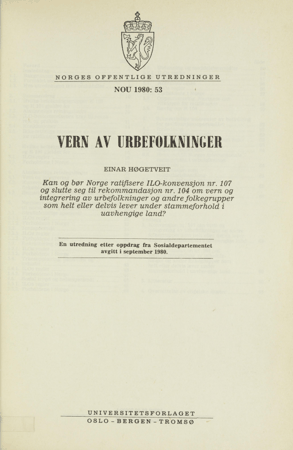 NORGES OFFENTLIGE UTREDNINGER
NOU 1980: 53
VERN AV URBEFOLKNINGER
EINAR HØGETVEIT
Kan og bør Norge ratifisere ILO-konvensjon nr. 107
og slutte seg til rekommandasjon nr. 104 om vern og
integrering av urbefolkninger og andre folkegrupper
som helt eller delvis lever under stammeforhold i
uavhengige land?
En utredning etter oppdrag fra Sosialdepartementet
avgitt i september 1980.
UNIVERSITETSFORLAGET
OSLO - BERGEN - TROMSØ